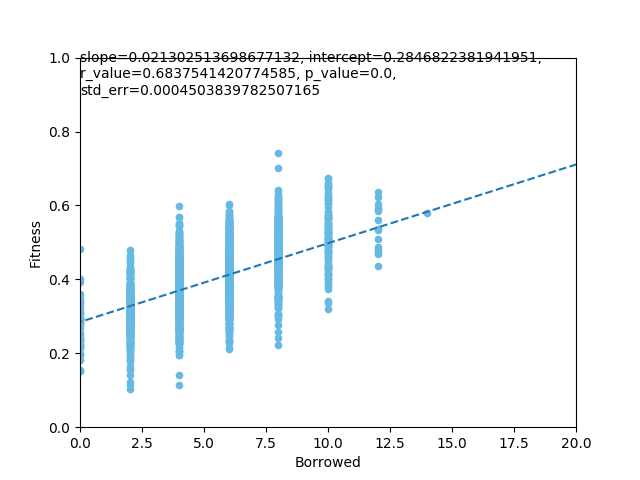 slope=0.021302513698677132, intercept=0.2846822381941951,
r_value=0.6837541420774585, p_value=0.0,
std_err=0.0004503839782507165
1.0
0.8
0.6
0.4
0.2
0.0
Fitness
0.0 2.5 5.0 7.5 10.0 12.5 15.0 17.5 20.0
Borrowed